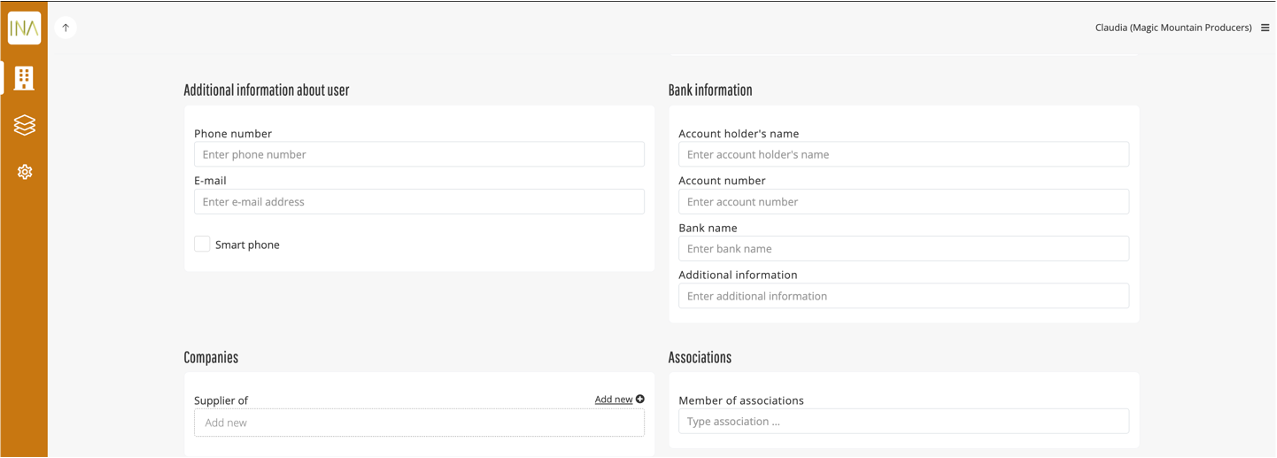 INA
Claudia (Magic Mountain Producers)
Additional information about user
Phone number
Enter phone number
E-mail
Enter e-mail address
Smart phone
Bank information
Account holder's name
Enter account holder's name
Account number
Enter account number
Bank name
Enter bank name
Additional information
Enter additional information
Companies
Supplier of
Add new
Add new
Associations
Member of associations
Type association ...